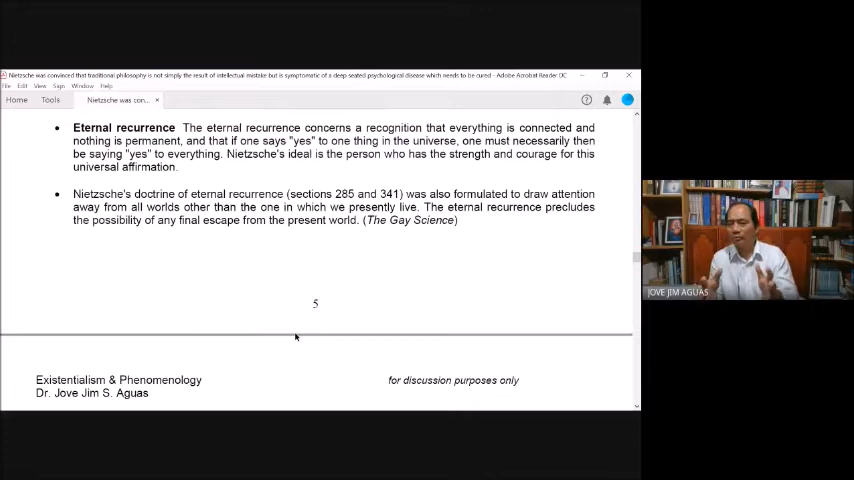 Nietzsche was convinced that traditional philosophy is not simply the result of intellectual mistake but is symptomatic of a deep seated psychological disease which needs to be cured - Adobe Acrobat Reader DC
File Edit View Sign Window Help
Home Tools Nietzsche was con... ×
• Eternal recurrence The eternal recurrence concerns a recognition that everything is connected and
nothing is permanent, and that if one says "yes" to one thing in the universe, one must necessarily then
be saying "yes" to everything. Nietzsche's ideal is the person who has the strength and courage for this
universal affirmation.
• Nietzsche's doctrine of eternal recurrence (sections 285 and 341) was also formulated to draw attention
away from all worlds other than the one in which we presently live. The eternal recurrence precludes
the possibility of any final escape from the present world. (The Gay Science)
5
Existentialism & Phenomenology for discussion purposes only
Dr. Jove Jim S. Aguas
JOVE JIM AGUAS